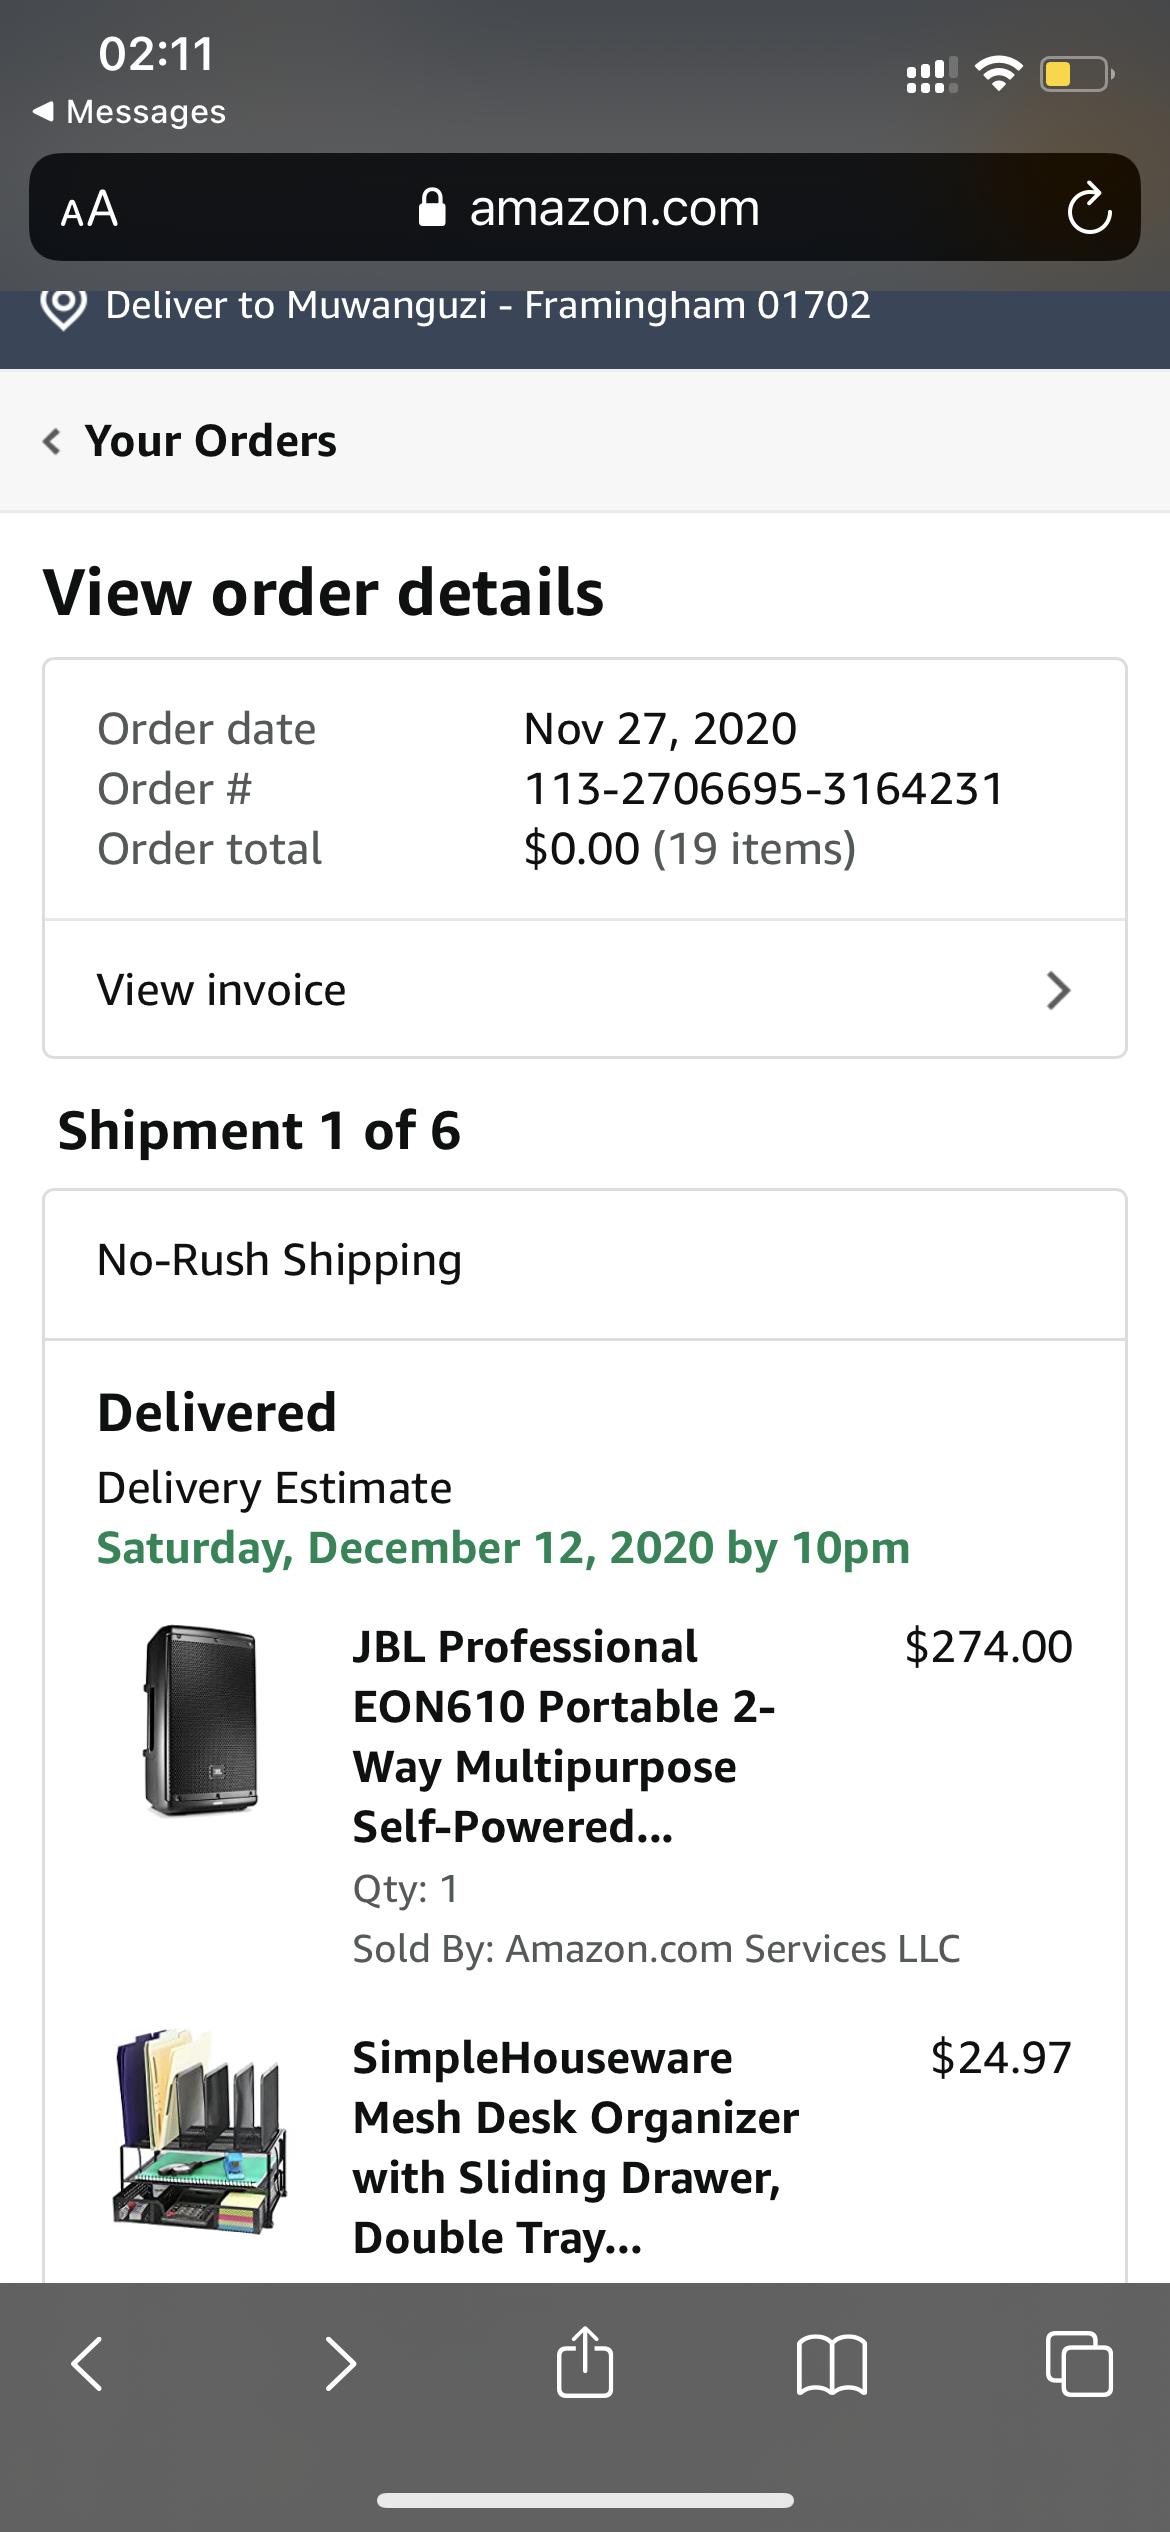 02:11
◀ Messages
AA amazon.com
Deliver to Muwanguzi - Framingham 01702
Your Orders
View order details
Order date Nov 27, 2020
Order # 113-2706695-3164231
Order total $0.00 (19 items)
View invoice
Shipment 1 of 6
No-Rush Shipping
Delivered
Delivery Estimate
Saturday, December 12, 2020 by 10pm
JBL Professional $274.00
EON610 Portable 2-
Way Multipurpose
Self-Powered...
Qty: 1
Sold By: Amazon.com Services LLC
SimpleHouseware $24.97
Mesh Desk Organizer
with Sliding Drawer,
Double Tray...